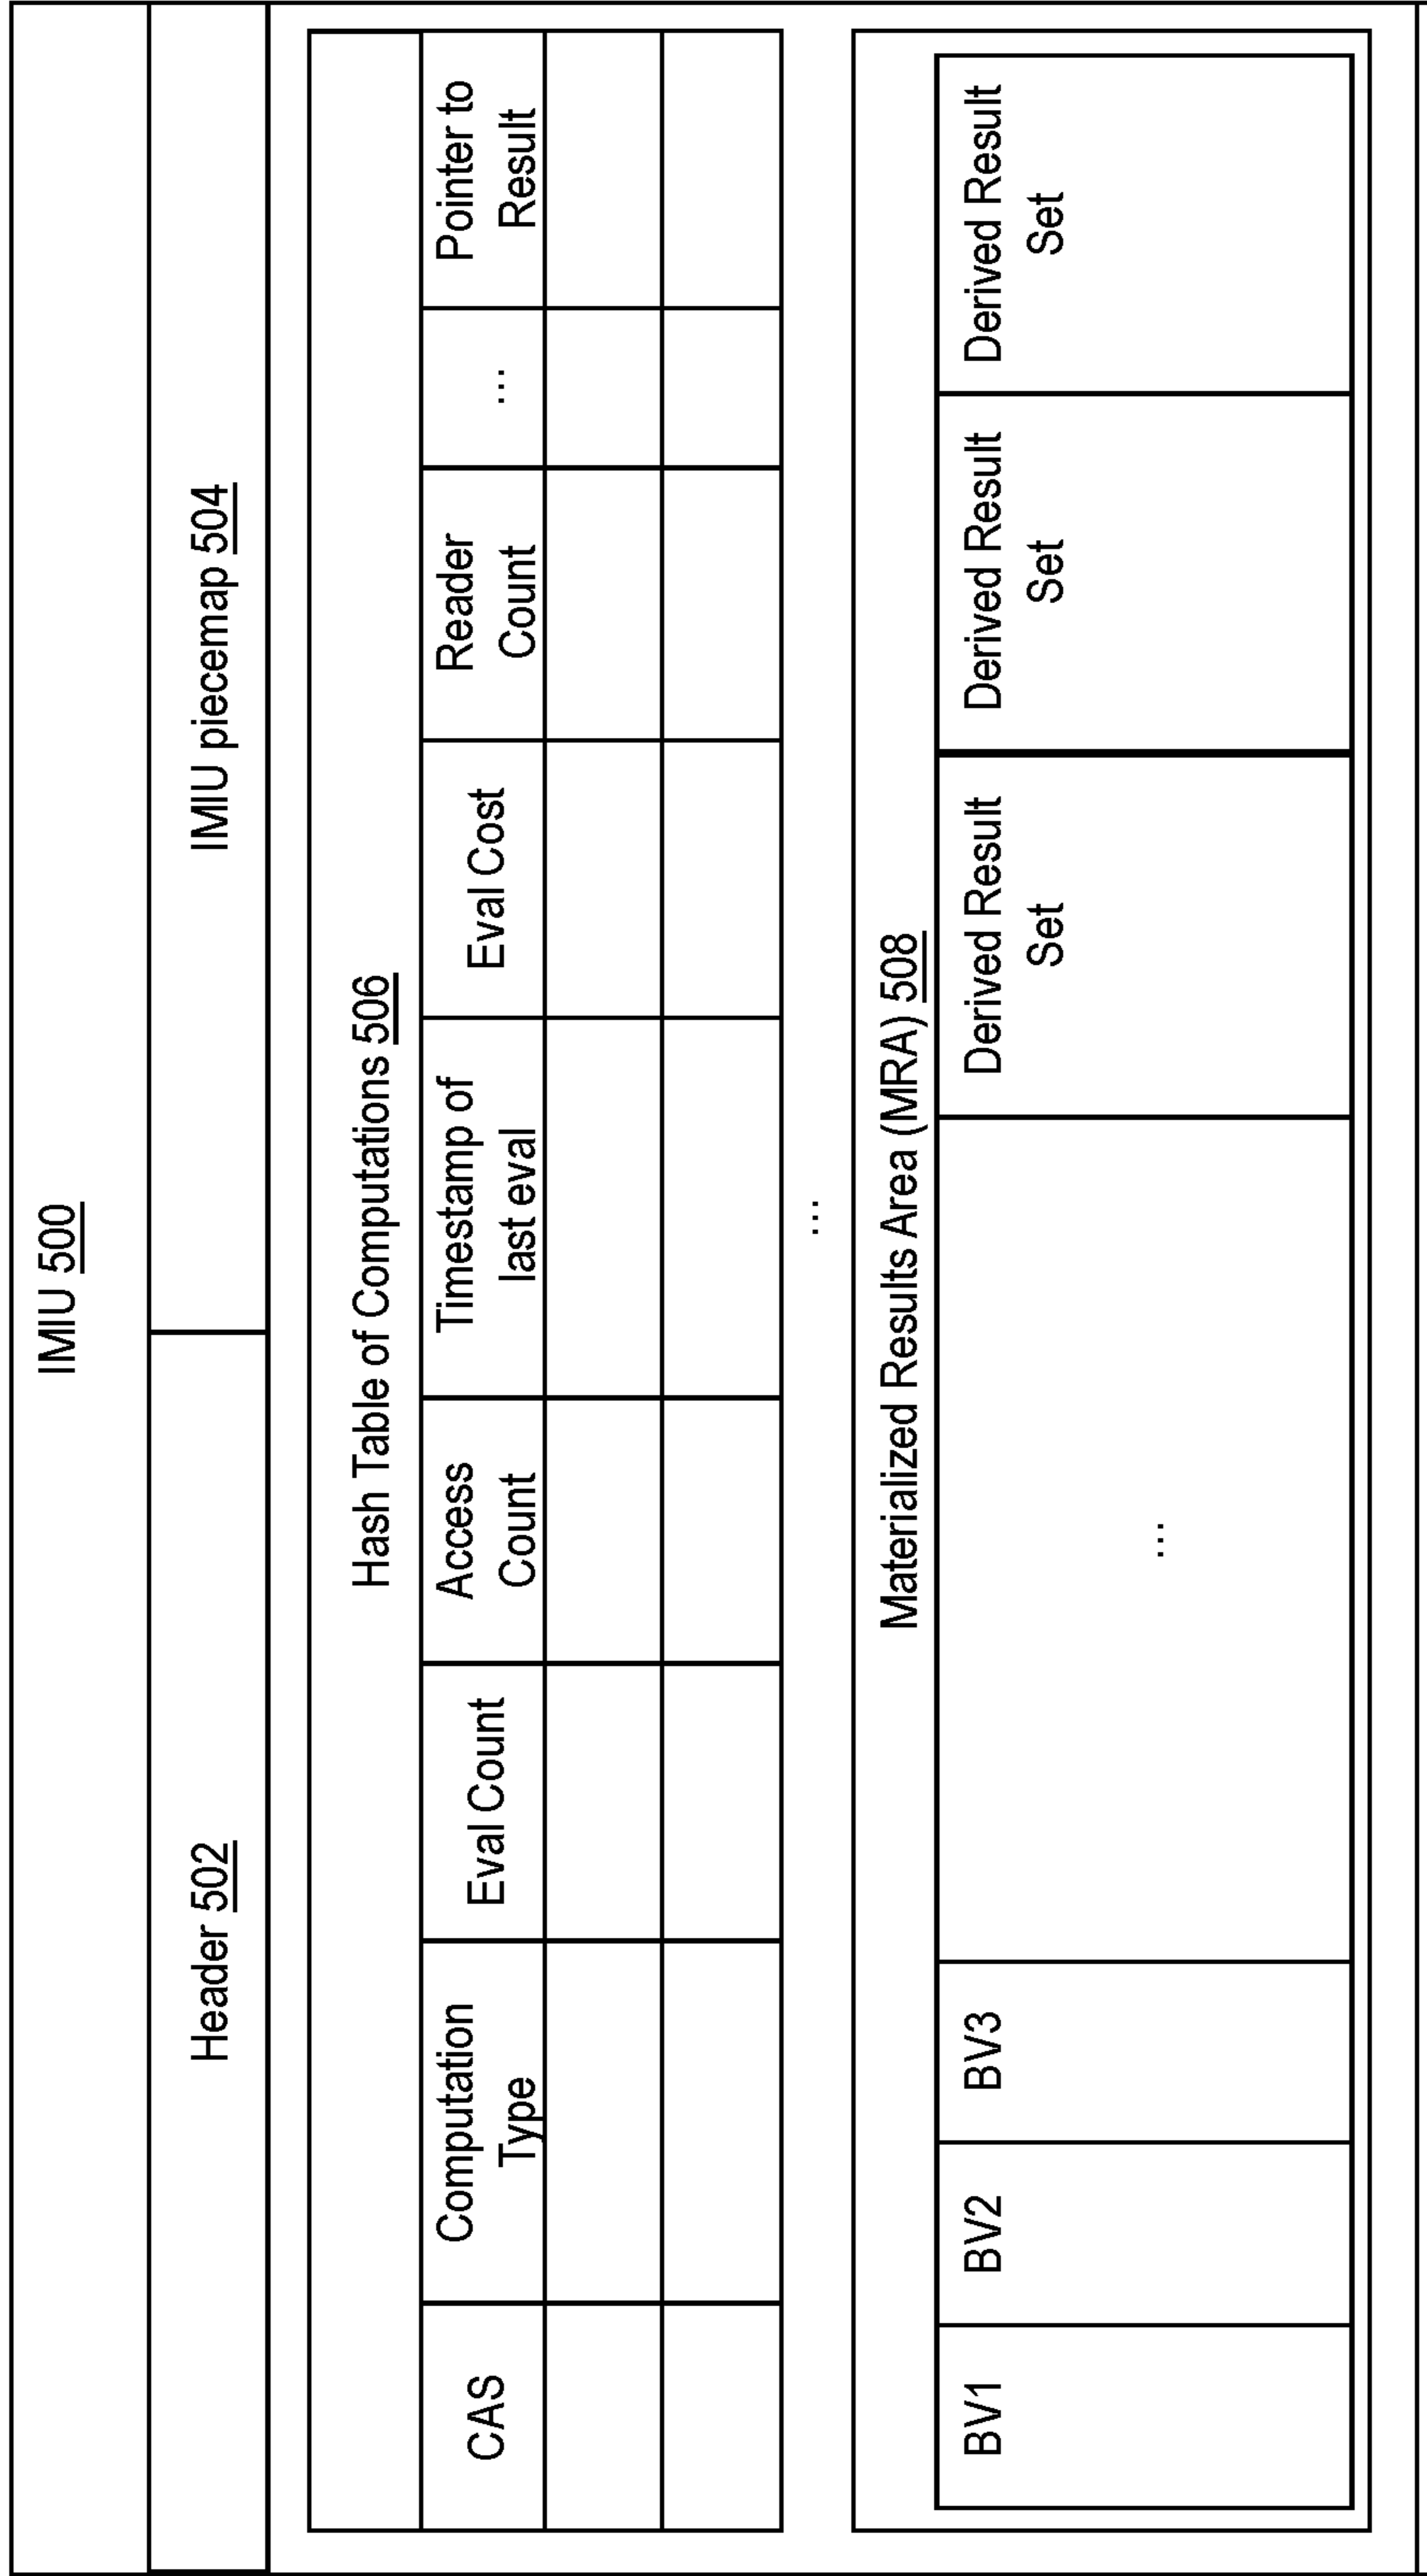 IMIU 500
Header 502
IMIU piecemap 504
Hash Table of Computations 506
CAS
Computation
Type
Eval Count
Access
Count
Timestamp of
last eval
Eval Cost
Reader
Count
...
Pointer to
Result
...
Materialized Results Area (MRA) 508
BV1
BV2
BV3
...
Derived Result
Set
Derived Result
Set
Derived Result
Set